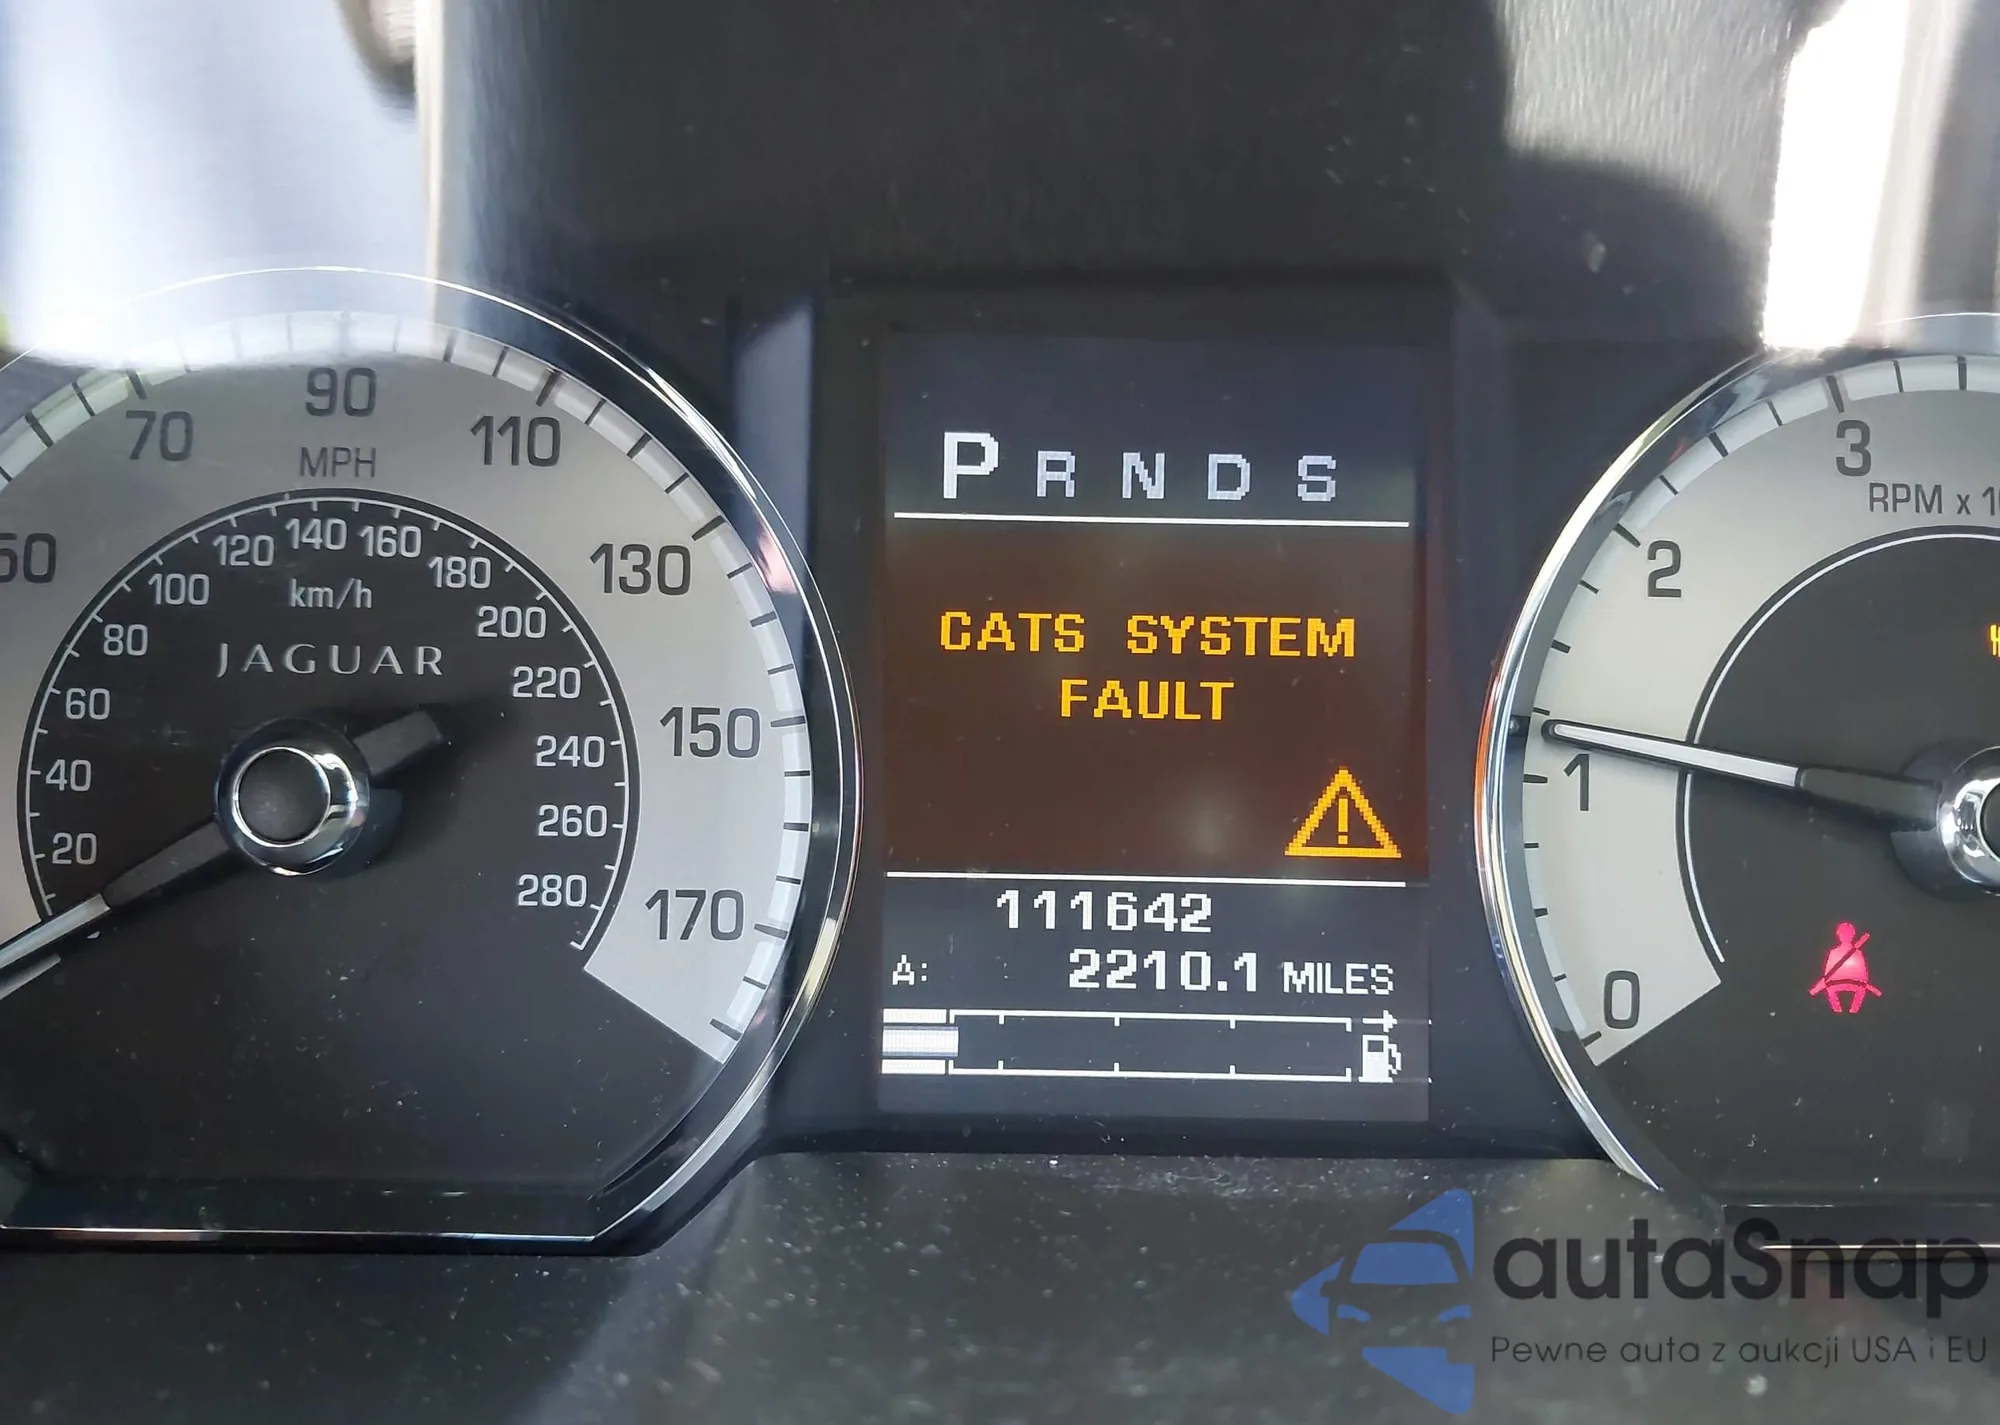 50
70
90
110
130
150
170
MPH
20
40
60
80
100
120
140
160
180
200
220
240
260
280
km/h
JAGUAR
P R N D S
CATS SYSTEM
FAULT
111642
A: 2210.1 MILES
3
2
1
0
RPM x
autaSnap
Pewne auta z aukcji USA i EU